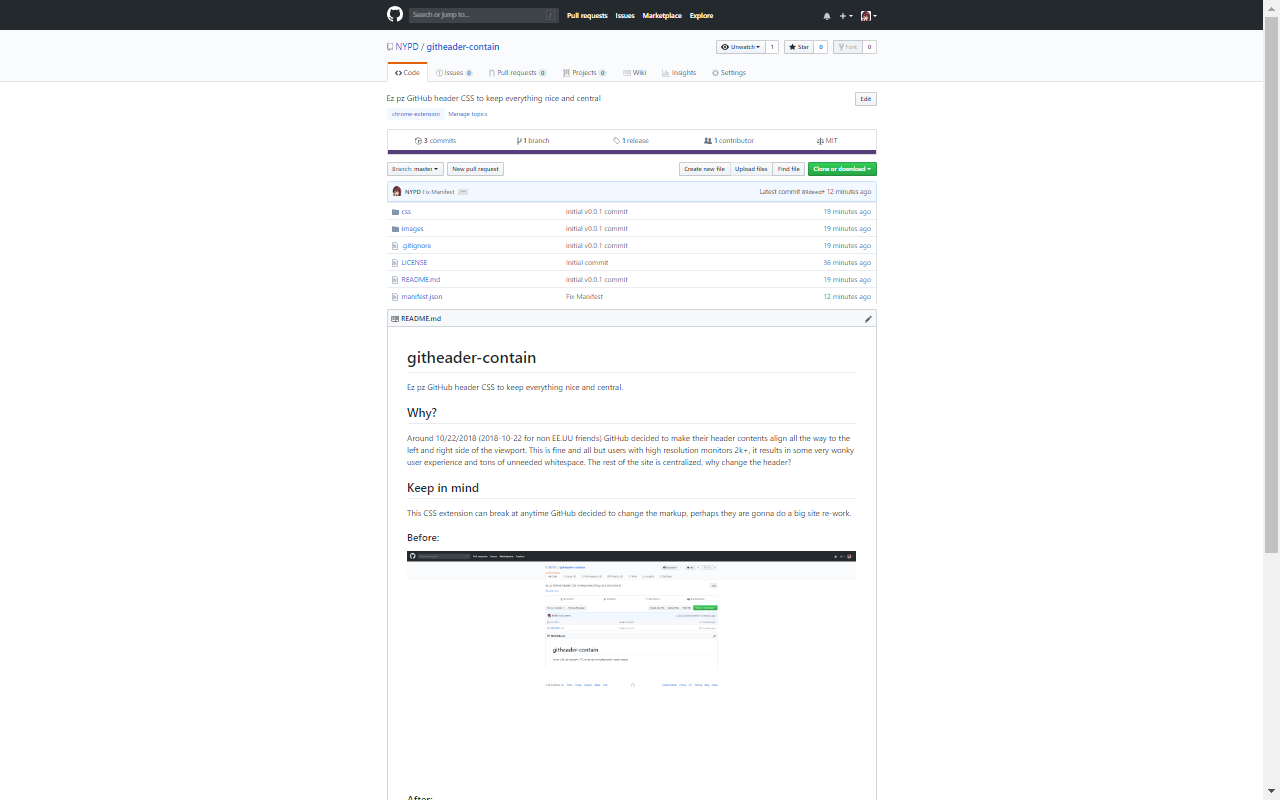 Search or jump to... /
Pull requests Issues Marketplace Explore
NYPD / githeader-contain
Unwatch 1 Star 0 Fork 0
Code Issues 0 Pull requests 0 Projects 0 Wiki Insights Settings
Ez pz GitHub header CSS to keep everything nice and central
Edit
chrome-extension Manage topics
3 commits 1 branch 1 release 1 contributor MIT
Branch: master New pull request Create new file Upload files Find file Clone or download
NYPD Fix Manifest Latest commit 12 minutes ago
css initial v0.0.1 commit 19 minutes ago
images initial v0.0.1 commit 19 minutes ago
.gitignore initial v0.0.1 commit 19 minutes ago
LICENSE Initial commit 36 minutes ago
README.md initial v0.0.1 commit 19 minutes ago
manifest.json Fix Manifest 12 minutes ago
README.md
githeader-contain
Ez pz GitHub header CSS to keep everything nice and central.
Why?
Around 10/22/2018 (2018-10-22 for non EE.UU friends) GitHub decided to make their header contents align all the way to the
left and right side of the viewport. This is fine and all but users with high resolution monitors 2k+, it results in some very wonky
user experience and tons of unneeded whitespace. The rest of the site is centralized, why change the header?
Keep in mind
This CSS extension can break at anytime GitHub decided to change the markup, perhaps they are gonna do a big site re-work.
Before:
githeader-contain
After: